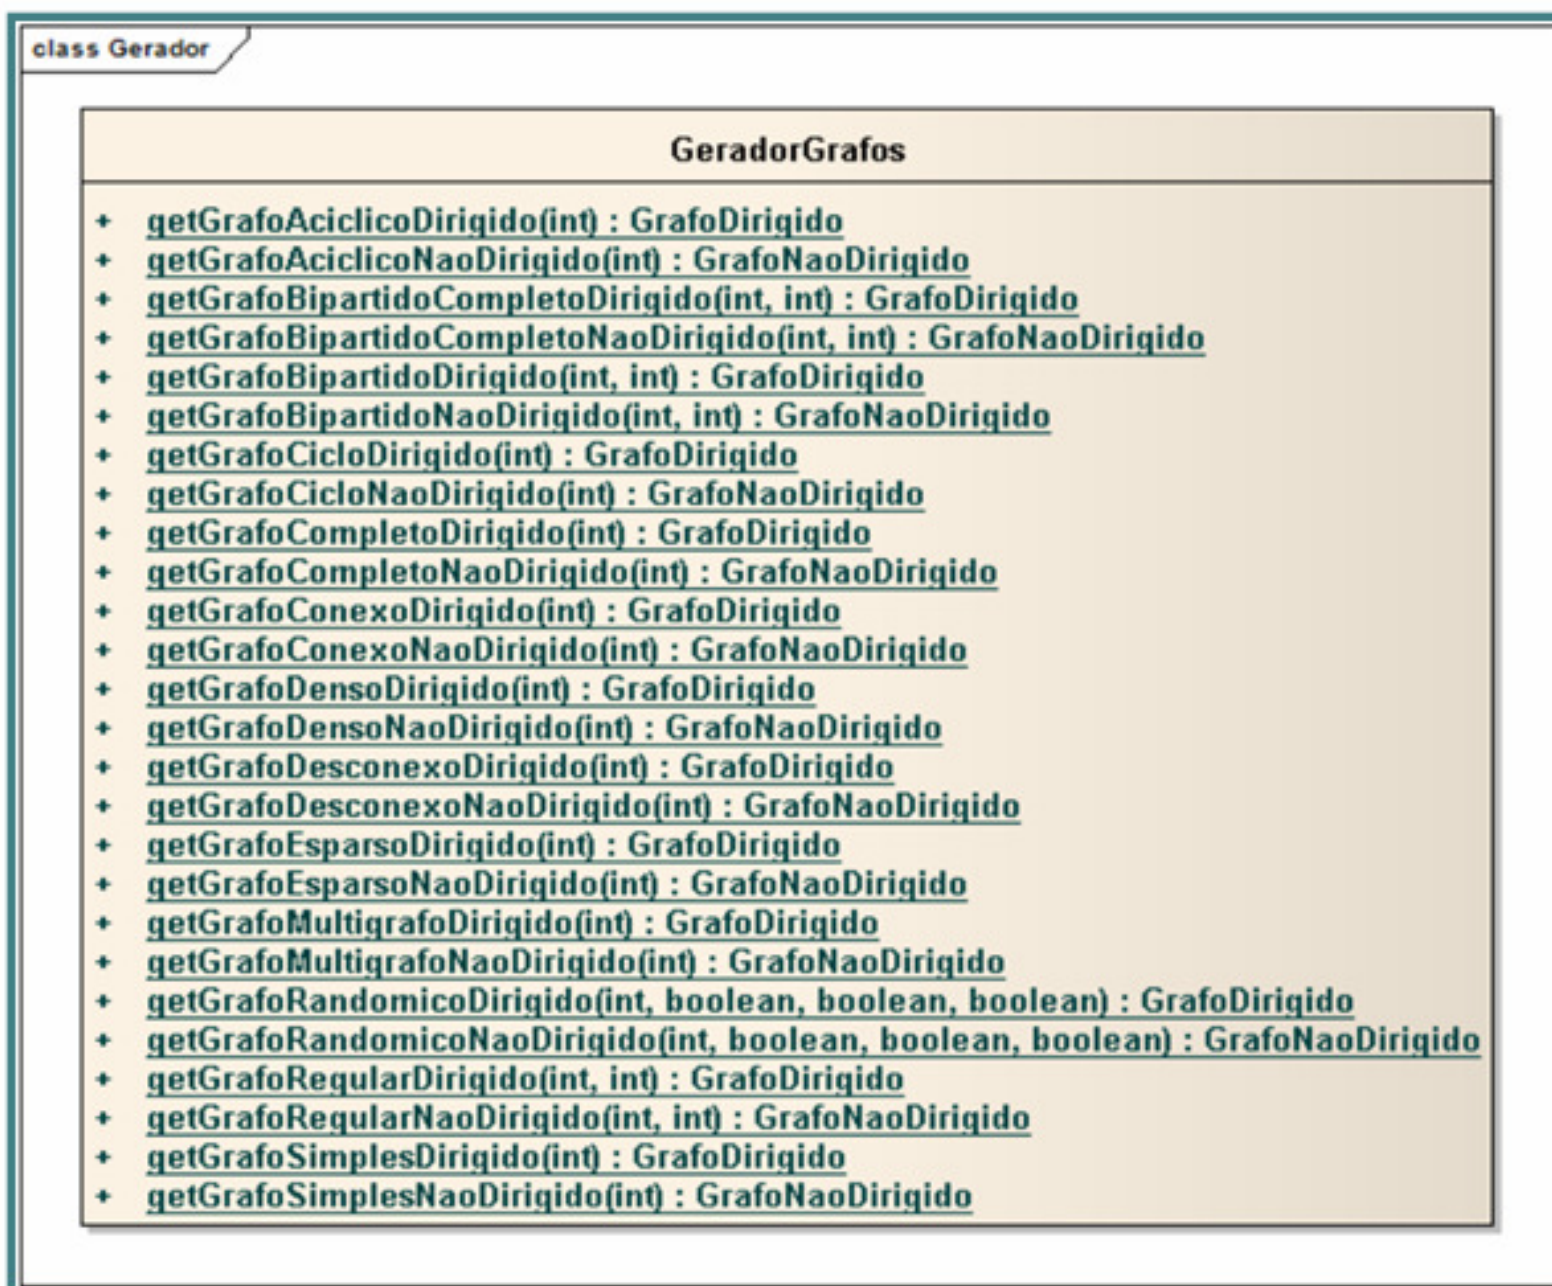 class Gerador
GeradorGrafos
+ getGrafoAciclicoDirigido(int) : GrafoDirigido
+ getGrafoAciclicoNaoDirigido(int) : GrafoNaoDirigido
+ getGrafoBipartidoCompletoDirigido(int, int) : GrafoDirigido
+ getGrafoBipartidoCompletoNaoDirigido(int, int) : GrafoNaoDirigido
+ getGrafoBipartidoDirigido(int, int) : GrafoDirigido
+ getGrafoBipartidoNaoDirigido(int, int) : GrafoNaoDirigido
+ getGrafoCicloDirigido(int) : GrafoDirigido
+ getGrafoCicloNaoDirigido(int) : GrafoNaoDirigido
+ getGrafoCompletoDirigido(int) : GrafoDirigido
+ getGrafoCompletoNaoDirigido(int) : GrafoNaoDirigido
+ getGrafoConexoDirigido(int) : GrafoDirigido
+ getGrafoConexoNaoDirigido(int) : GrafoNaoDirigido
+ getGrafoDensoDirigido(int) : GrafoDirigido
+ getGrafoDensoNaoDirigido(int) : GrafoNaoDirigido
+ getGrafoDesconexoDirigido(int) : GrafoDirigido
+ getGrafoDesconexoNaoDirigido(int) : GrafoNaoDirigido
+ getGrafoEsparsoDirigido(int) : GrafoDirigido
+ getGrafoEsparsoNaoDirigido(int) : GrafoNaoDirigido
+ getGrafoMultigrafoDirigido(int) : GrafoDirigido
+ getGrafoMultigrafoNaoDirigido(int) : GrafoNaoDirigido
+ getGrafoRandomicoDirigido(int, boolean, boolean, boolean) : GrafoDirigido
+ getGrafoRandomicoNaoDirigido(int, boolean, boolean, boolean) : GrafoNaoDirigido
+ getGrafoRegularDirigido(int, int) : GrafoDirigido
+ getGrafoRegularNaoDirigido(int, int) : GrafoNaoDirigido
+ getGrafoSimplesDirigido(int) : GrafoDirigido
+ getGrafoSimplesNaoDirigido(int) : GrafoNaoDirigido